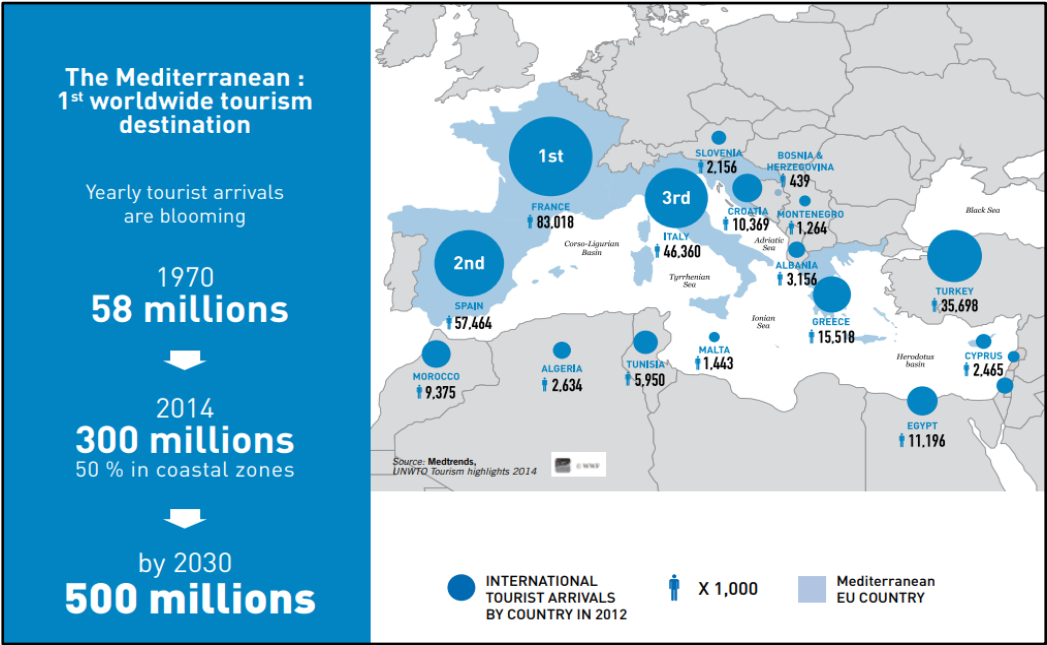 The Mediterranean :
1st worldwide tourism
destination
Yearly tourist arrivals
are blooming
1970
58 millions
2014
300 millions
50 % in coastal zones
by 2030
500 millions
1st
FRANCE
83,018
2nd
SPAIN
57,464
3rd
ITALY
46,360
SLOVENIA
2,156
BOSNIA &
HERZEGOVINA
439
CROATIA
10,369
MONTENEGRO
1,264
ALBANIA
3,156
GREECE
15,518
TURKEY
35,698
CYPRUS
2,465
EGYPT
11,196
MALTA
1,443
TUNISIA
5,950
ALGERIA
2,634
MOROCCO
9,375
Corso-Ligurian
Basin
Tyrrhenian
Sea
Adriatic
Sea
Ionian
Sea
Black Sea
Herodotus
basin
Source: Medtrends,
UNWTO Tourism highlights 2014
© WWF
INTERNATIONAL
TOURIST ARRIVALS
BY COUNTRY IN 2012
X 1,000
Mediterranean
EU COUNTRY